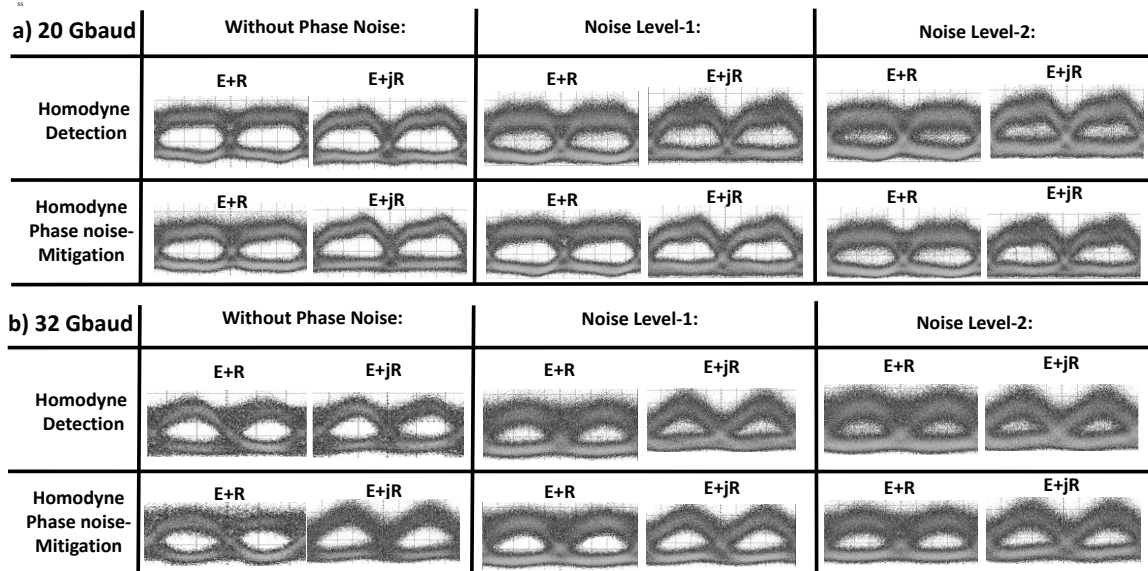 ss
a) 20 Gbaud
Without Phase Noise:
Noise Level-1:
Noise Level-2:
Homodyne
Detection
E+R
E+jR
E+R
E+jR
E+R
E+jR
Homodyne
Phase noise-
Mitigation
E+R
E+jR
E+R
E+jR
E+R
E+jR
b) 32 Gbaud
Without Phase Noise:
Noise Level-1:
Noise Level-2:
Homodyne
Detection
E+R
E+jR
E+R
E+jR
E+R
E+jR
Homodyne
Phase noise-
Mitigation
E+R
E+jR
E+R
E+jR
E+R
E+jR